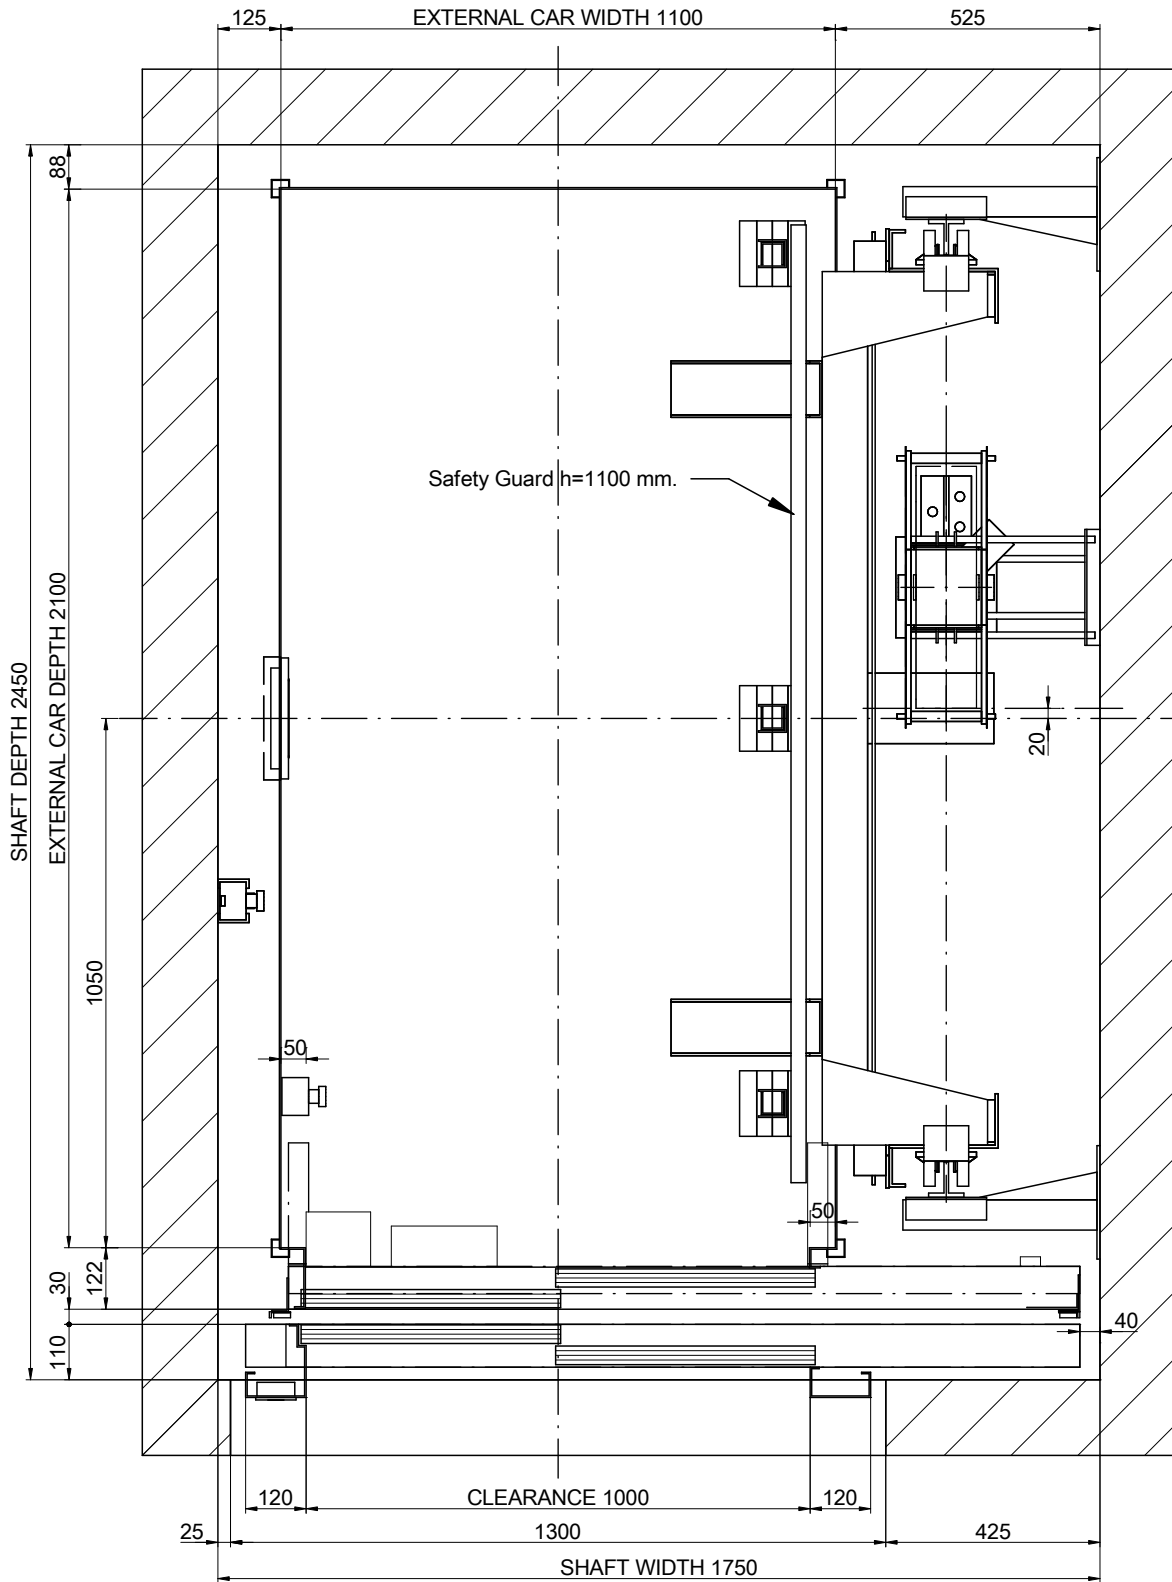 125
EXTERNAL CAR WIDTH 1100
525
88
SHAFT DEPTH 2450
EXTERNAL CAR DEPTH 2100
Safety Guard h=1100 mm.
20
1050
50
50
122
30
110
40
120
CLEARANCE 1000
120
25
1300
425
SHAFT WIDTH 1750